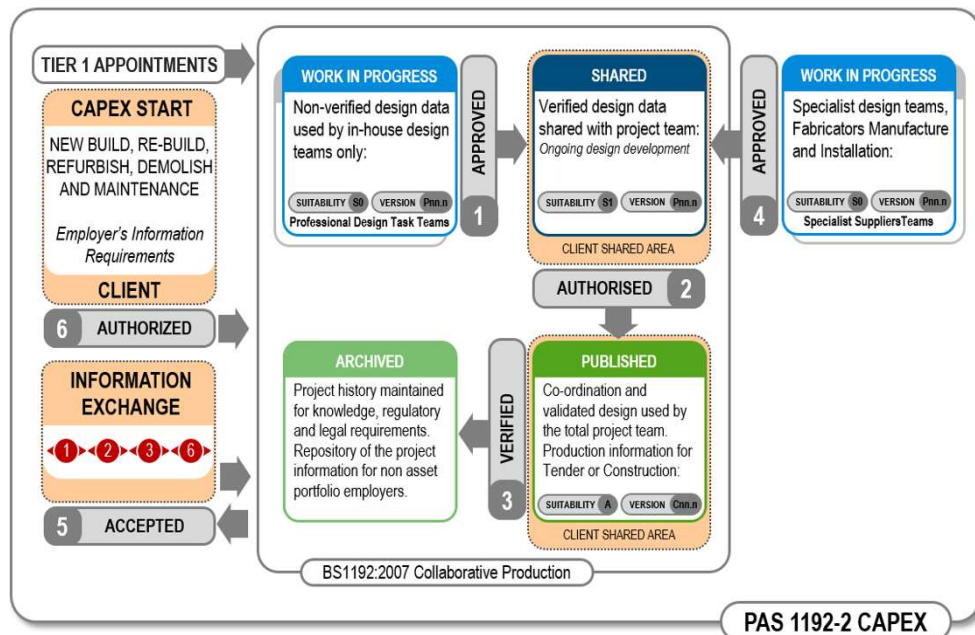 TIER 1 APPOINTMENTS
CAPEX START
NEW BUILD, RE-BUILD,
REFURBISH, DEMOLISH
AND MAINTENANCE
Employer's Information
Requirements
CLIENT
6 AUTHORIZED
INFORMATION
EXCHANGE
1 2 3 6
5 ACCEPTED
WORK IN PROGRESS
Non-verified design data
used by in-house design
teams only:
SUITABILITY S0 VERSION Pnn.n
Professional Design Task Teams
APPROVED
1
SHARED
Verified design data
shared with project team:
Ongoing design development
SUITABILITY S1 VERSION Pnn.n
CLIENT SHARED AREA
APPROVED
4
WORK IN PROGRESS
Specialist design teams,
Fabricators Manufacture
and Installation:
SUITABILITY S0 VERSION Pnn.n
Specialist SuppliersTeams
AUTHORISED 2
ARCHIVED
Project history maintained
for knowledge, regulatory
and legal requirements.
Repository of the project
information for non asset
portfolio employers.
VERIFIED
3
PUBLISHED
Co-ordination and
validated design used by
the total project team.
Production information for
Tender or Construction:
SUITABILITY A VERSION Cnn.n
CLIENT SHARED AREA
BS1192:2007 Collaborative Production
PAS 1192-2 CAPEX